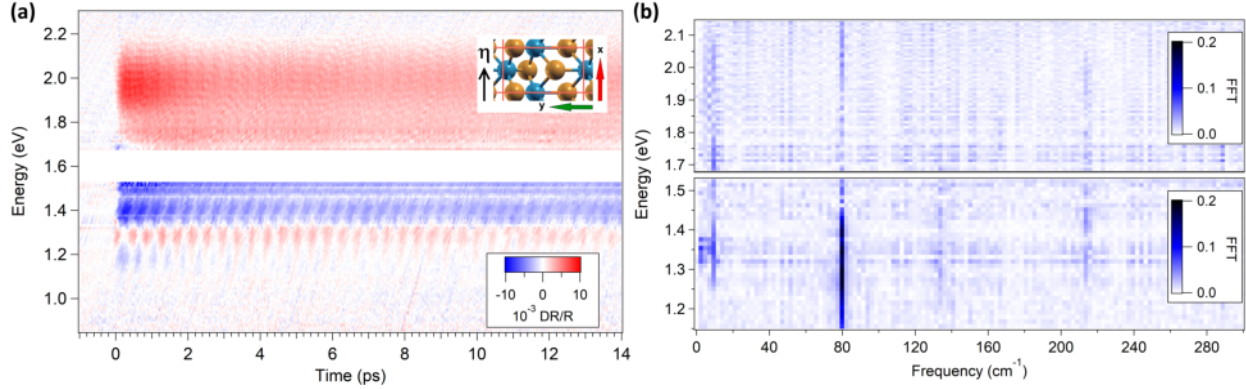 (a)
2.2
2.0
1.8
1.6
1.4
1.2
1.0
Energy (eV)
η
x
y
-10 0 10
10⁻³ DR/R
0 2 4 6 8 10 12 14
Time (ps)
(b)
2.1
2.0
1.9
1.8
1.7
1.5
1.4
1.3
1.2
Energy (eV)
0.2
0.1
0.0
FFT
0.2
0.1
0.0
FFT
0 40 80 120 160 200 240 280
Frequency (cm⁻¹)